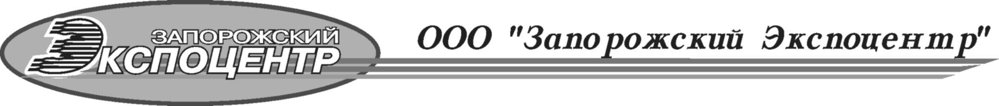 ЗАПОРОЖСКИЙ
ЭКСПОЦЕНТР
ООО "Запорожский Экспоцентр"